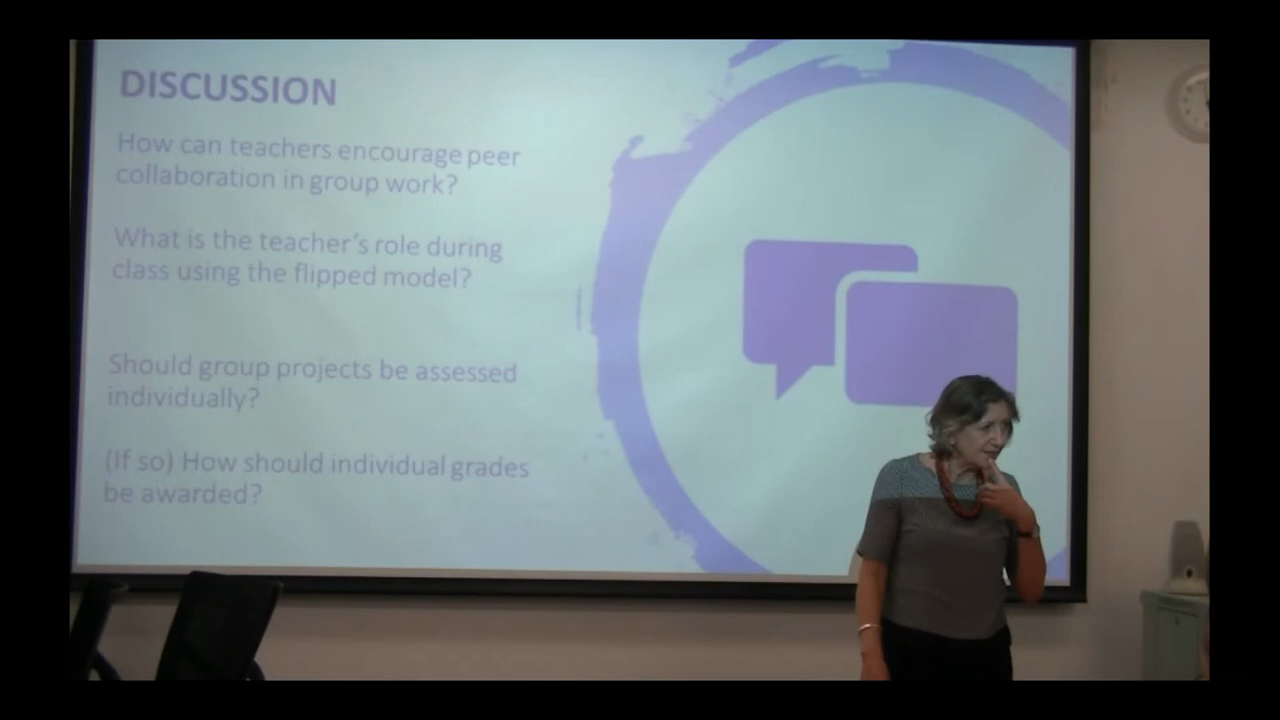 DISCUSSION
How can teachers encourage peer
collaboration in group work?
What is the teacher's role during
class using the flipped model?
Should group projects be assessed
individually?
(If so) How should individual grades
be awarded?